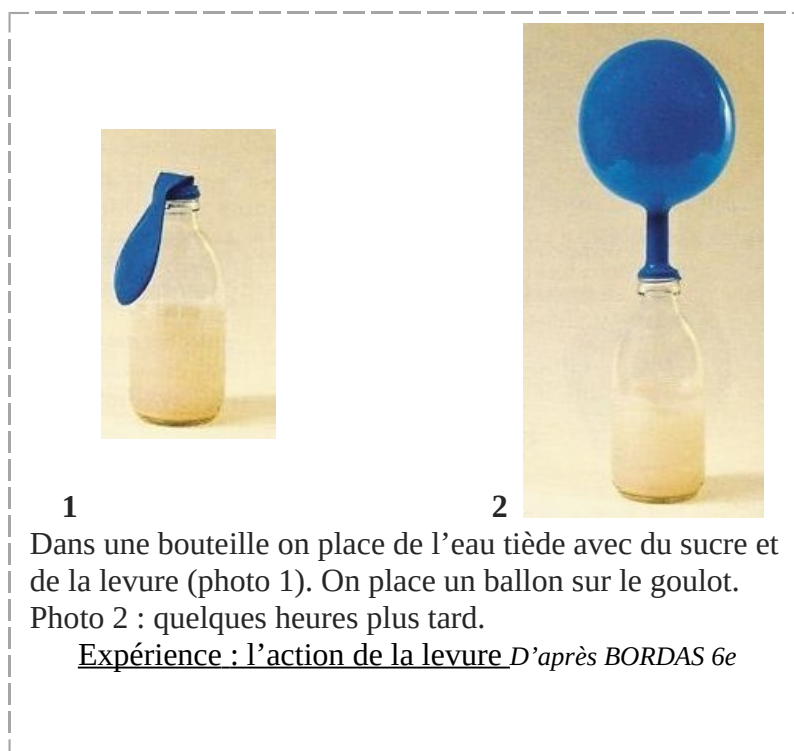 1
2
Dans une bouteille on place de l’eau tiède avec du sucre et
de la levure (photo 1). On place un ballon sur le goulot.
Photo 2 : quelques heures plus tard.
Expérience : l’action de la levure D’après BORDAS 6e